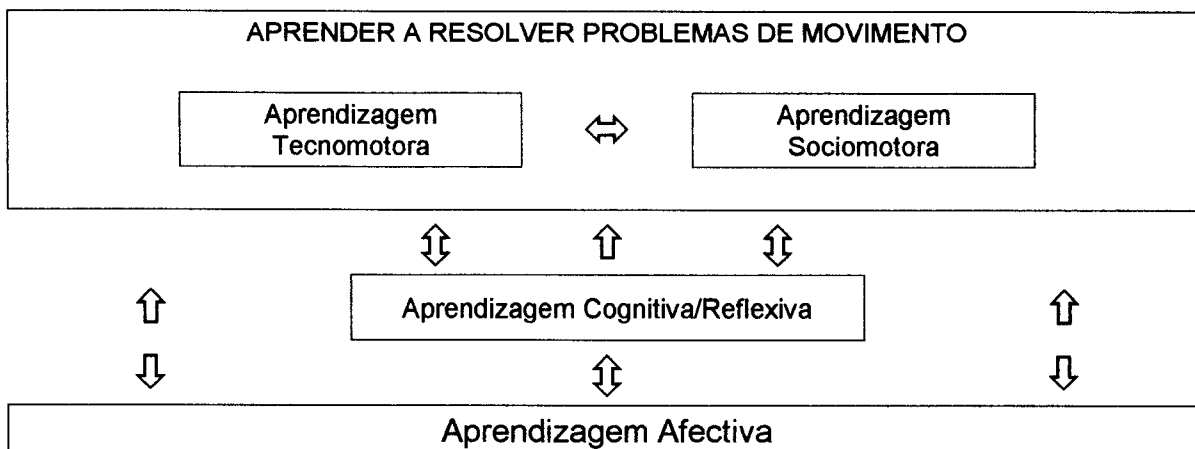 APRENDER A RESOLVER PROBLEMAS DE MOVIMENTO
Aprendizagem
Tecnomotora
Aprendizagem
Sociomotora
Aprendizagem Cognitiva/Reflexiva
Aprendizagem Afectiva